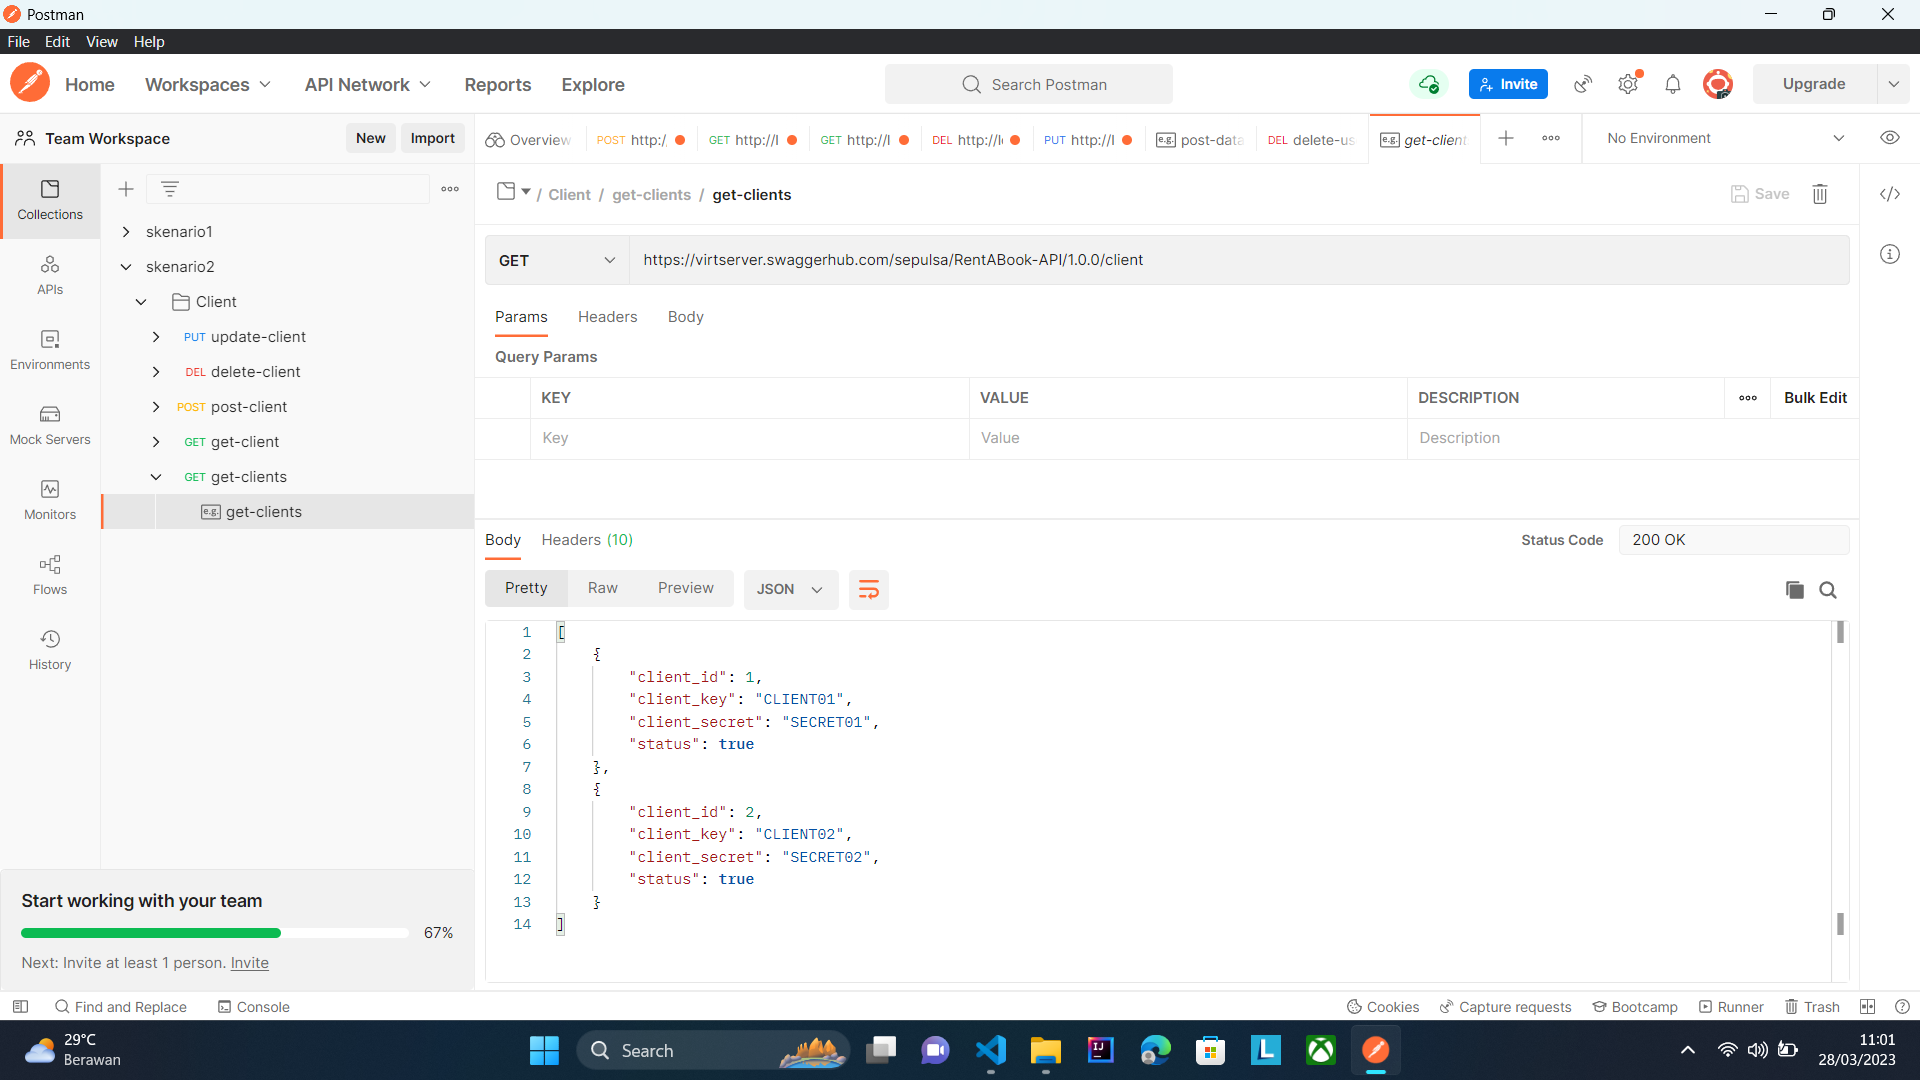 Postman
File Edit View Help
Home Workspaces API Network Reports Explore Search Postman Invite Upgrade
Team Workspace New Import
Overview POST http:/ GET http://l GET http://l DEL http://l PUT http://l e.g. post-data DEL delete-us e.g. get-client No Environment
Collections
APIs
Environments
Mock Servers
Monitors
Flows
History
skenario1
skenario2
Client
PUT update-client
DEL delete-client
POST post-client
GET get-client
GET get-clients
e.g. get-clients
Start working with your team
67%
Next: Invite at least 1 person. Invite
/ Client / get-clients / get-clients Save
GET https://virtserver.swaggerhub.com/sepulsa/RentABook-API/1.0.0/client
Params Headers Body
Query Params
KEY VALUE DESCRIPTION Bulk Edit
Key Value Description
Body Headers (10) Status Code 200 OK
Pretty Raw Preview JSON
1 [
2 {
3 "client_id": 1,
4 "client_key": "CLIENT01",
5 "client_secret": "SECRET01",
6 "status": true
7 },
8 {
9 "client_id": 2,
10 "client_key": "CLIENT02",
11 "client_secret": "SECRET02",
12 "status": true
13 }
14 ]
Find and Replace Console Cookies Capture requests Bootcamp Runner Trash
29°C
Berawan
Search
11:01
28/03/2023